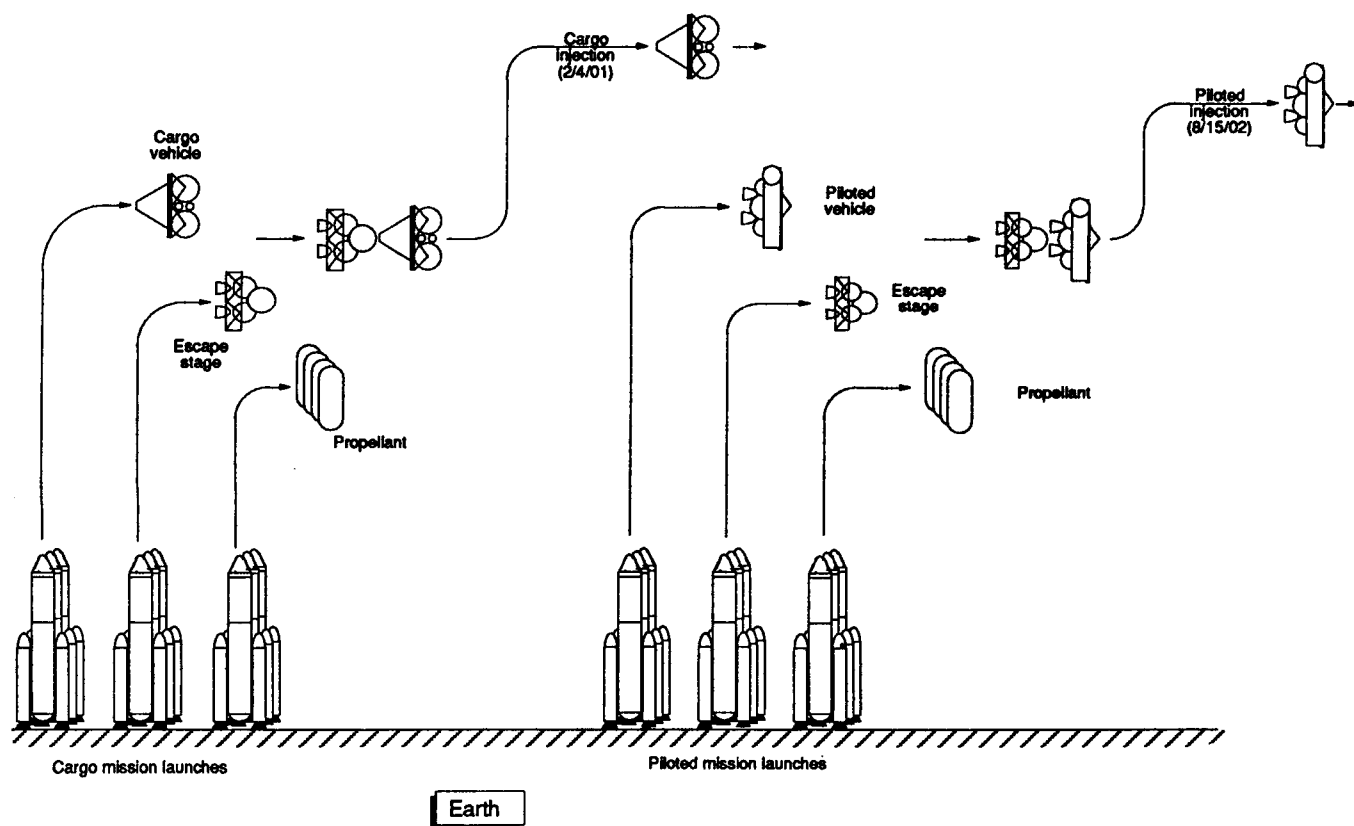 Cargo
injection
(2/4/01)
Piloted
injection
(8/15/02)
Cargo
vehicle
Piloted
vehicle
Escape
stage
Escape
stage
Propellant
Propellant
Cargo mission launches
Piloted mission launches
Earth